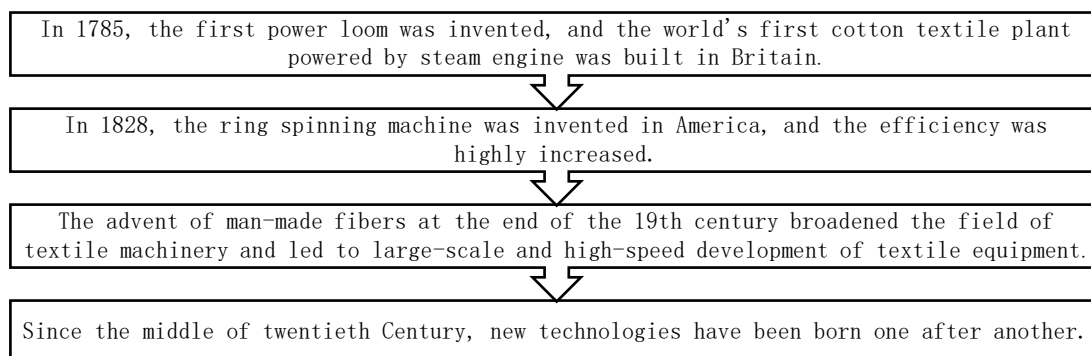 In 1785, the first power loom was invented, and the world's first cotton textile plant
powered by steam engine was built in Britain.
In 1828, the ring spinning machine was invented in America, and the efficiency was
highly increased.
The advent of man-made fibers at the end of the 19th century broadened the field of
textile machinery and led to large-scale and high-speed development of textile equipment.
Since the middle of twentieth Century, new technologies have been born one after another.